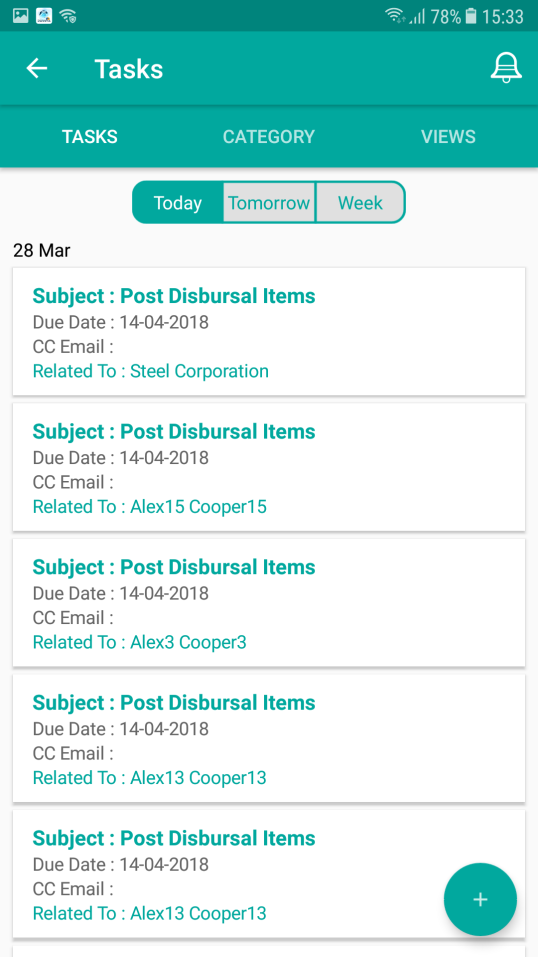 78% 15:33
Tasks
TASKS CATEGORY VIEWS
Today Tomorrow Week
28 Mar
Subject : Post Disbursal Items
Due Date : 14-04-2018
CC Email :
Related To : Steel Corporation
Subject : Post Disbursal Items
Due Date : 14-04-2018
CC Email :
Related To : Alex15 Cooper15
Subject : Post Disbursal Items
Due Date : 14-04-2018
CC Email :
Related To : Alex3 Cooper3
Subject : Post Disbursal Items
Due Date : 14-04-2018
CC Email :
Related To : Alex13 Cooper13
Subject : Post Disbursal Items
Due Date : 14-04-2018
CC Email :
Related To : Alex13 Cooper13
+